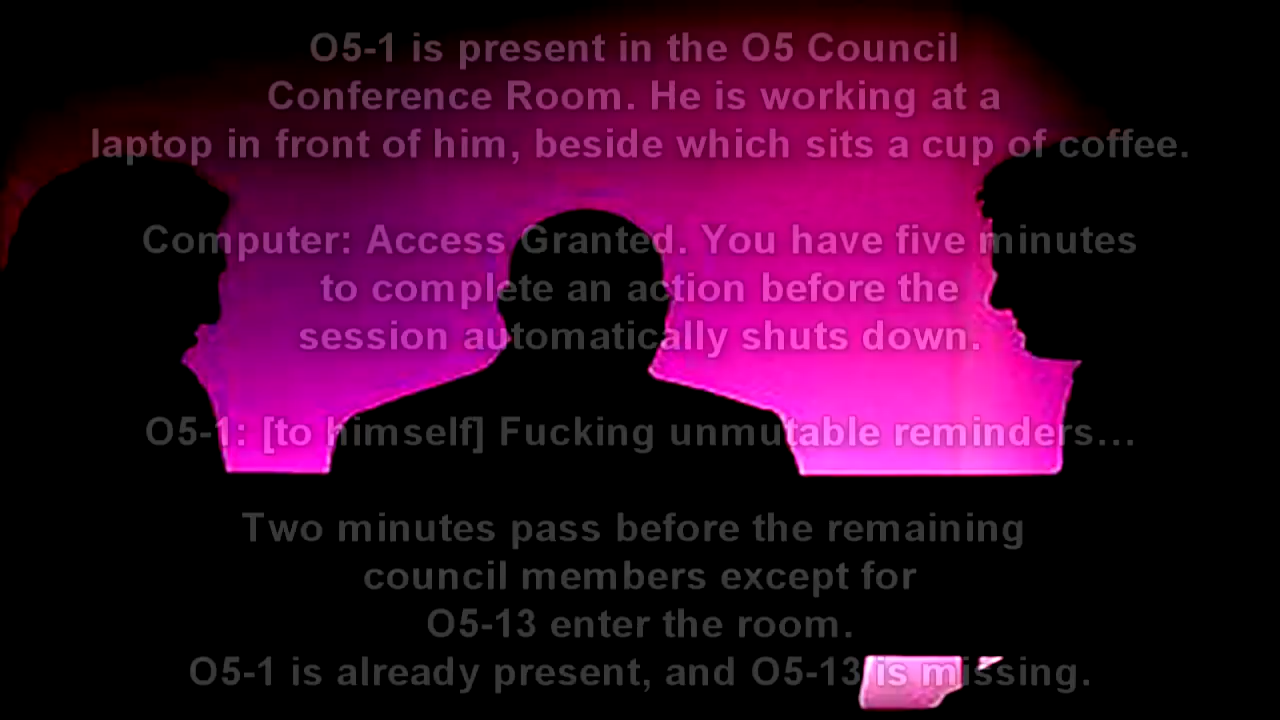 O5-1 is present in the O5 Council
Conference Room. He is working at a
laptop in front of him, beside which sits a cup of coffee.
Computer: Access Granted. You have five minutes
to complete an action before the
session automatically shuts down.
O5-1: [to himself] Fucking unmutable reminders...
Two minutes pass before the remaining
council members except for
O5-13 enter the room.
O5-1 is already present, and O5-13 is missing.